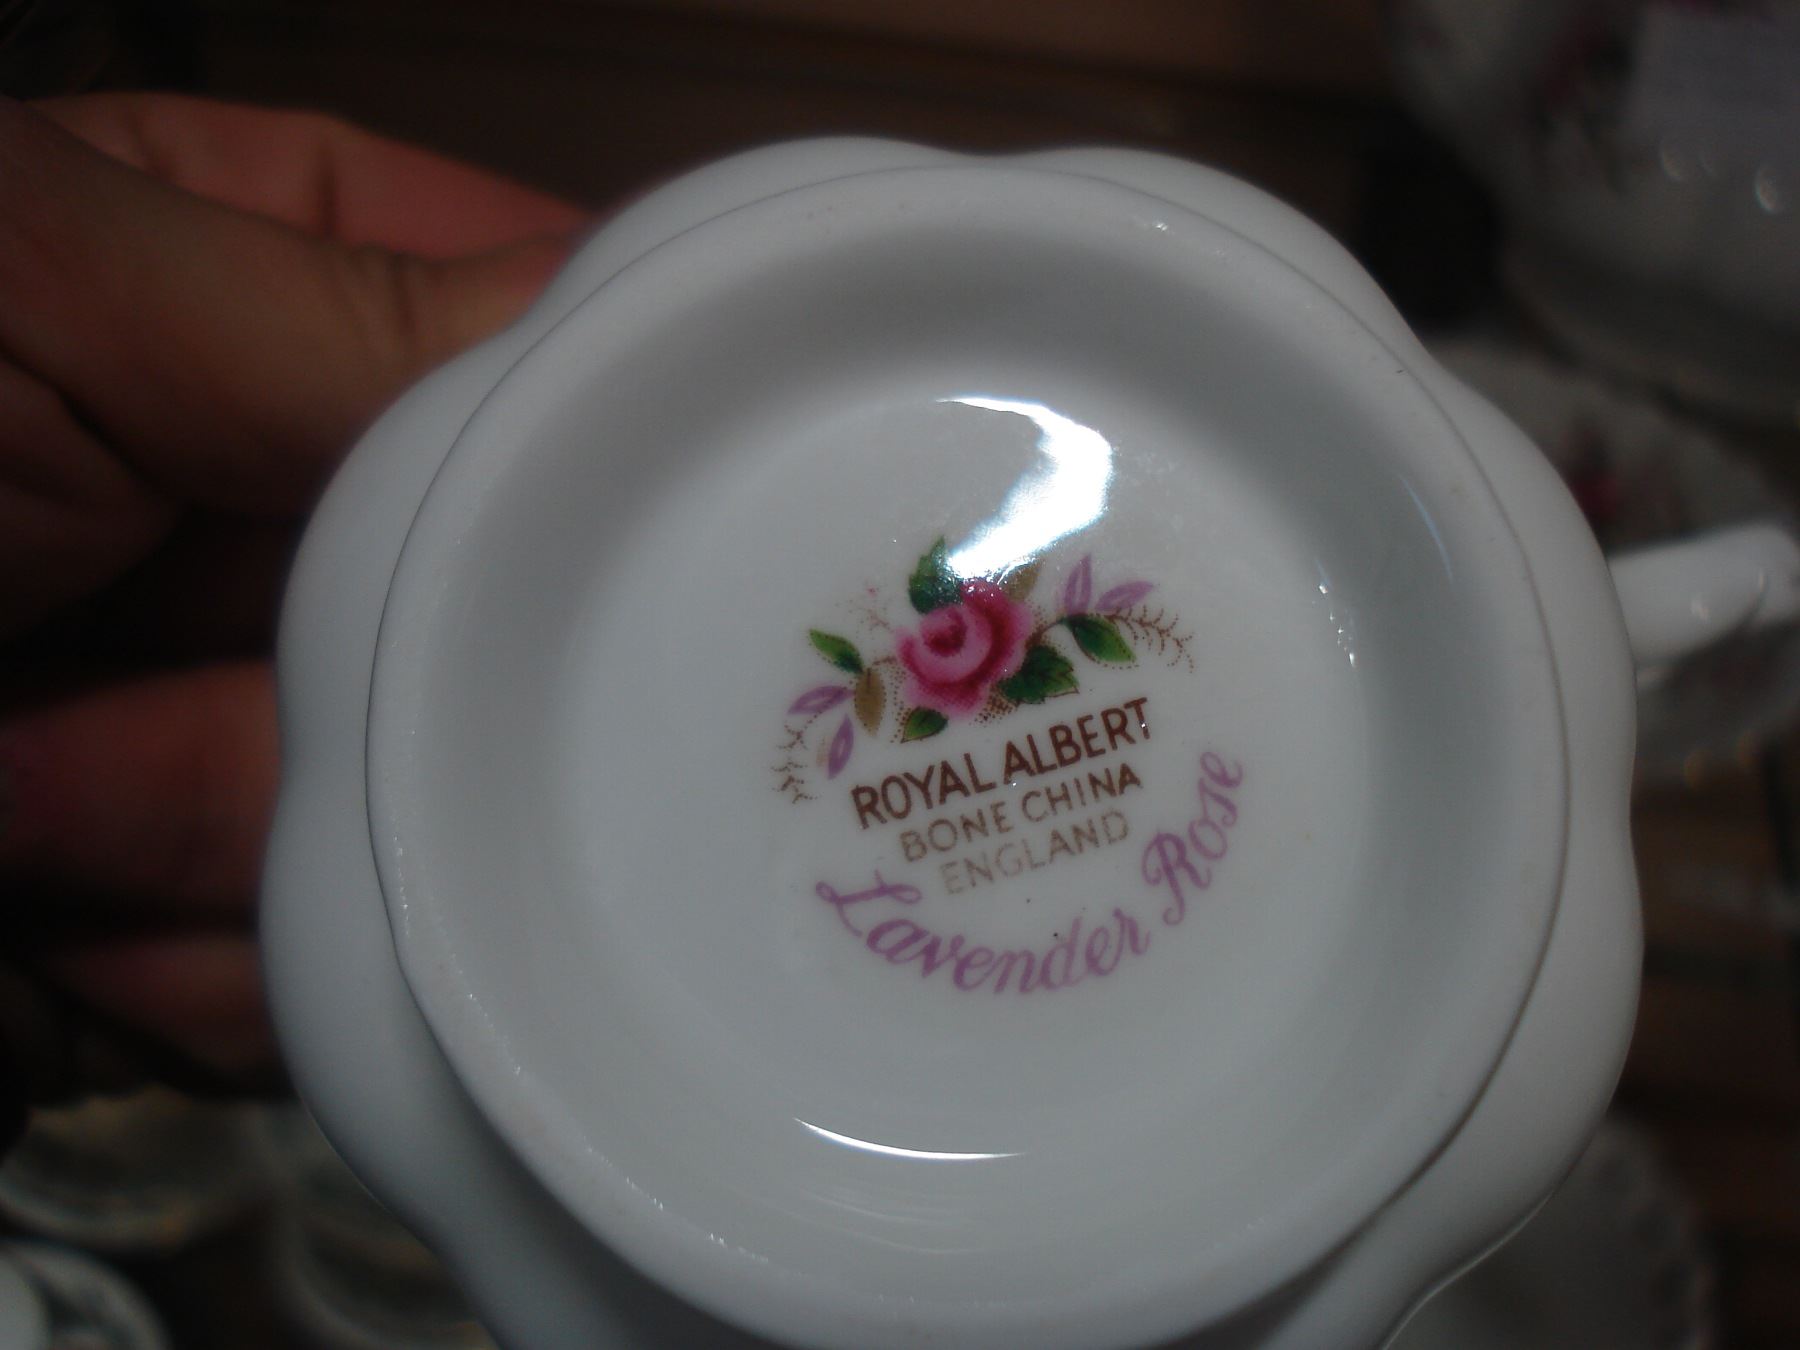 ROYAL ALBERT
BONE CHINA
ENGLAND
Lavender Rose